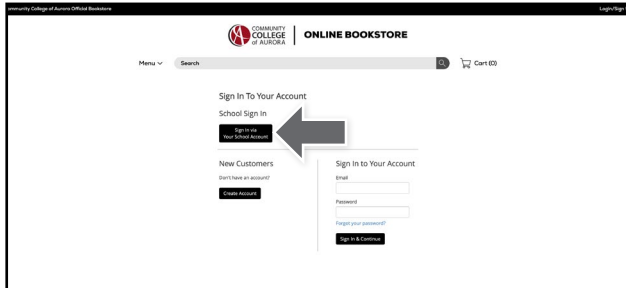 ommunity College of Aurora Official Bookstore
Login/Sign
COMMUNITY
COLLEGE
of AURORA
ONLINE BOOKSTORE
Menu
Search
Cart (0)
Sign In To Your Account
School Sign In
Sign In via
Your School Account
New Customers
Don't have an account?
Create Account
Sign In to Your Account
Email
Password
Forgot your password?
Sign In & Continue